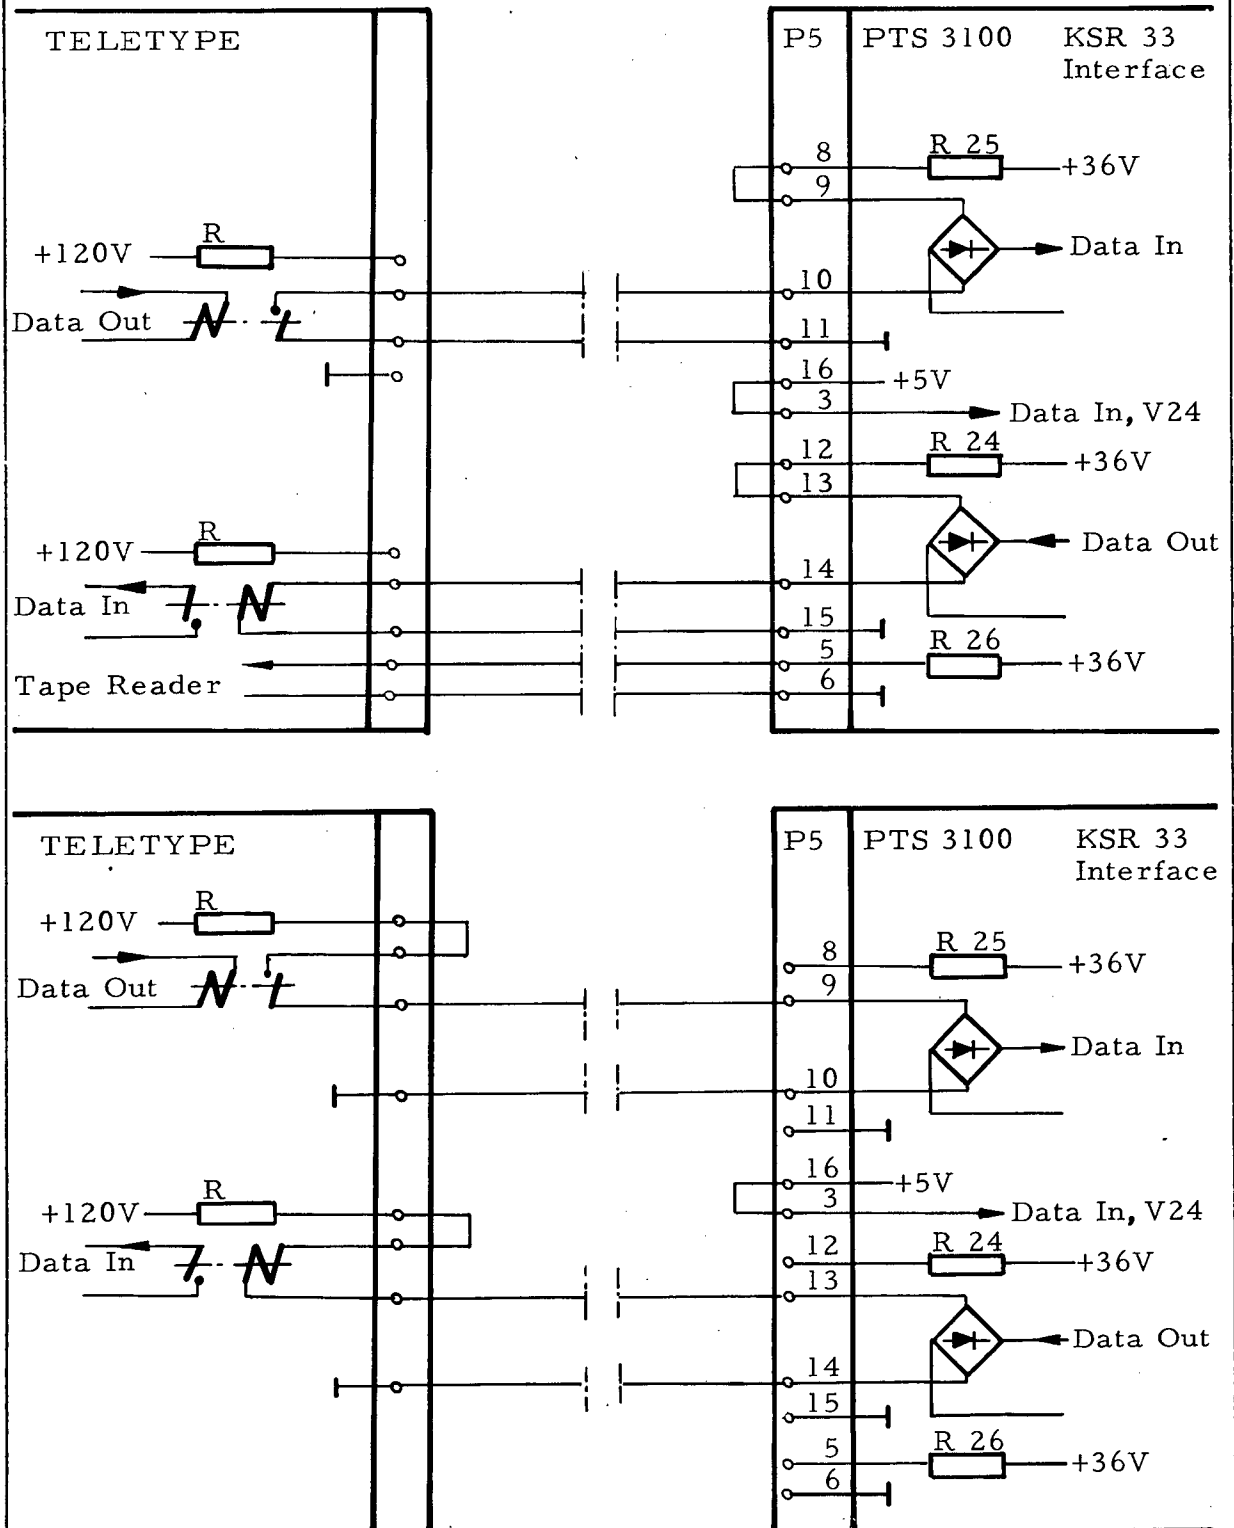 TELETYPE
P5 PTS 3100 KSR 33
Interface
8 R 25 +36V
9
R
+120V
Data In
10
Data Out
11
16 +5V
3 Data In, V24
12 R 24 +36V
13
R
+120V
Data Out
14
Data In
15
5 R 26 +36V
Tape Reader
6
TELETYPE
P5 PTS 3100 KSR 33
Interface
R
+120V
8 R 25 +36V
Data Out
9
Data In
10
11
16 +5V
R
+120V
3 Data In, V24
12 R 24 +36V
Data In
13
Data Out
14
15
5 R 26 +36V
6